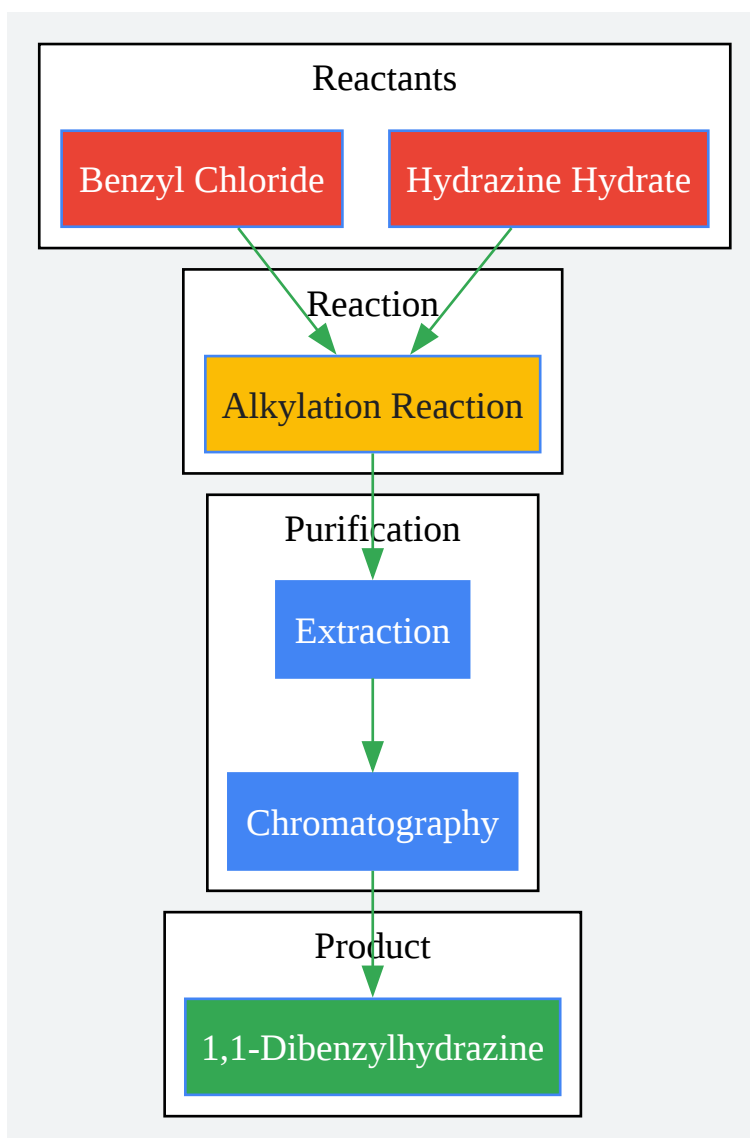 Reactants
Benzyl Chloride
Hydrazine Hydrate
Reaction
Alkylation Reaction
Purification
Extraction
Chromatography
Product
1,1-Dibenzylhydrazine